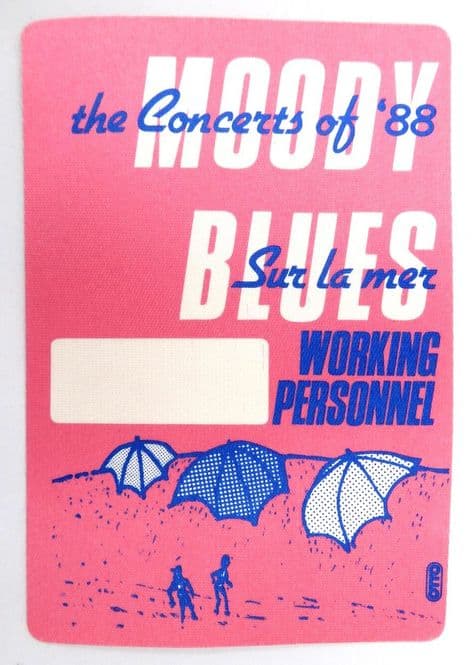 MOODY
the Concerts of '88
BLUES
Sur la mer
WORKING
PERSONNEL
OTTO